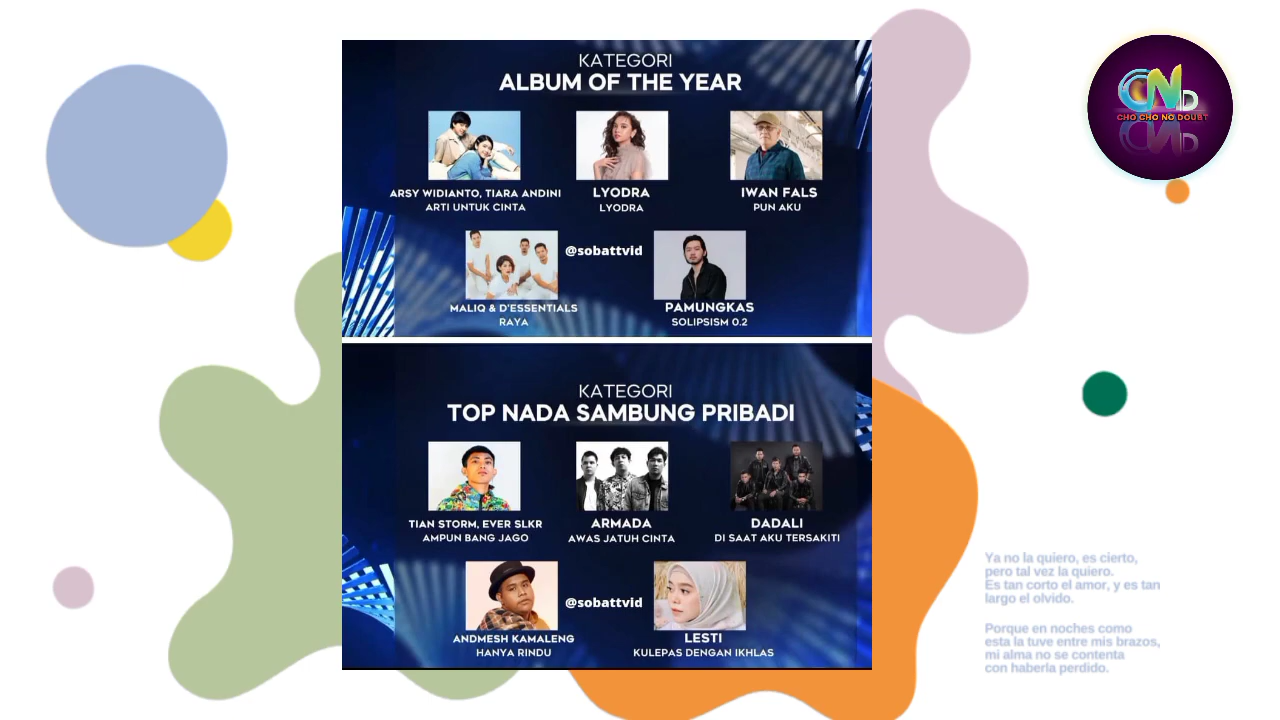 KATEGORI
ALBUM OF THE YEAR
ARSY WIDIANTO, TIARA ANDINI
ARTI UNTUK CINTA
LYODRA
LYODRA
IWAN FALS
PUN AKU
@sobattvid
MALIQ & D'ESSENTIALS
RAYA
PAMUNGKAS
SOLIPSISM 0.2
KATEGORI
TOP NADA SAMBUNG PRIBADI
TIAN STORM, EVER SLKR
AMPUN BANG JAGO
ARMADA
AWAS JATUH CINTA
DADALI
DI SAAT AKU TERSAKITI
@sobattvid
ANDMESH KAMALENG
HANYA RINDU
LESTI
KULEPAS DENGAN IKHLAS
CND
CHO CHO NO DOUBT
Ya no la quiero, es cierto,
pero tal vez la quiero.
Es tan corto el amor, y es tan
largo el olvido.
Porque en noches como
esta la tuve entre mis brazos,
mi alma no se contenta
con haberla perdido.